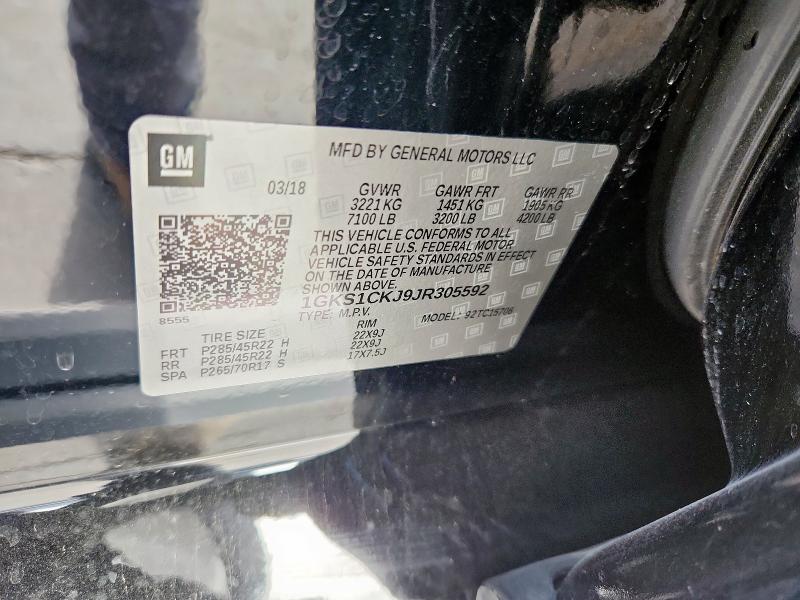 GM
MFD BY GENERAL MOTORS LLC
03/18 GVWR GAWR FRT GAWR RR
3221 KG 1451 KG 1905 KG
7100 LB 3200 LB 4200 LB
THIS VEHICLE CONFORMS TO ALL
APPLICABLE U.S. FEDERAL MOTOR
VEHICLE SAFETY STANDARDS IN EFFECT
ON THE DATE OF MANUFACTURE
SHOWN ABOVE.
1GKS1CKJ9JR305592
8555 TYPE: M.P.V. MODEL: 92TC15706
TIRE SIZE RIM
FRT P285/45R22 H 22X9J
RR P285/45R22 H 22X9J
SPA P265/70R17 S 17X7.5J